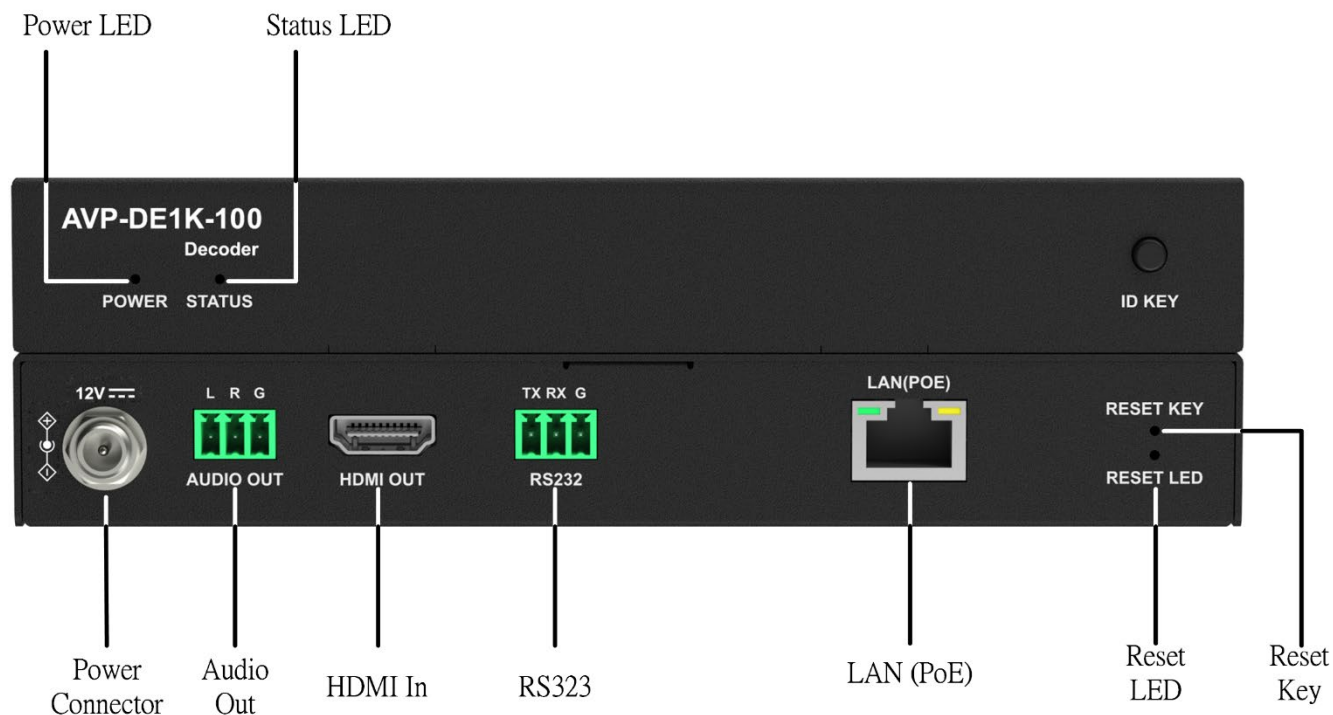 Power LED
Status LED
AVP-DE1K-100
Decoder
POWER STATUS
ID KEY
12V
L R G
AUDIO OUT
HDMI OUT
TX RX G
RS232
LAN(POE)
RESET KEY
RESET LED
Power
Connector
Audio
Out
HDMI In
RS323
LAN (PoE)
Reset
LED
Reset
Key